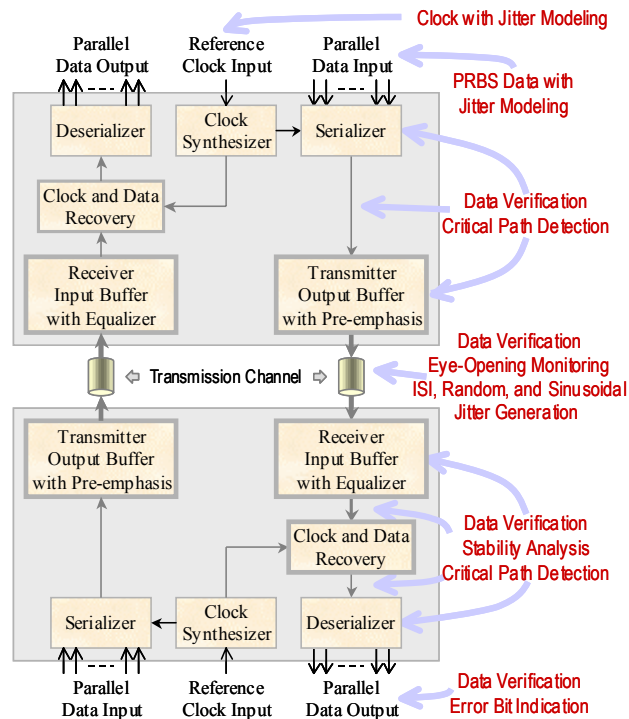 Clock with Jitter Modeling
Parallel
Data Output
Reference
Clock Input
Parallel
Data Input
PRBS Data with
Jitter Modeling
Deserializer
Clock
Synthesizer
Serializer
Clock and Data
Recovery
Data Verification
Critical Path Detection
Receiver
Input Buffer
with Equalizer
Transmitter
Output Buffer
with Pre-emphasis
Transmission Channel
Data Verification
Eye-Opening Monitoring
ISI, Random, and Sinusoidal
Jitter Generation
Transmitter
Output Buffer
with Pre-emphasis
Receiver
Input Buffer
with Equalizer
Clock and Data
Recovery
Data Verification
Stability Analysis
Critical Path Detection
Serializer
Clock
Synthesizer
Deserializer
Parallel
Data Input
Reference
Clock Input
Parallel
Data Output
Data Verification
Error Bit Indication